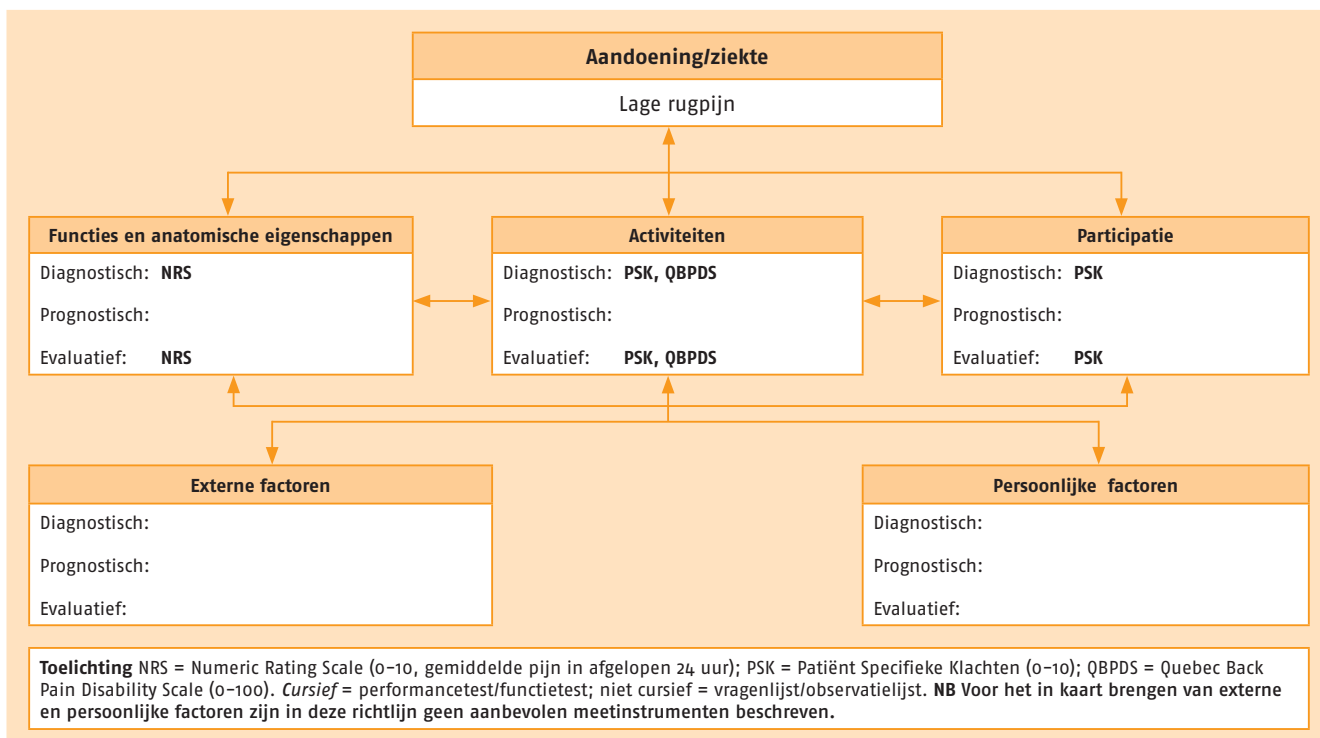 Aandoening/ziekte
Lage rugpijn
Functies en anatomische eigenschappen
Diagnostisch: NRS
Prognostisch:
Evaluatief: NRS
Activiteiten
Diagnostisch: PSK, QBPDS
Prognostisch:
Evaluatief: PSK, QBPDS
Participatie
Diagnostisch: PSK
Prognostisch:
Evaluatief: PSK
Externe factoren
Diagnostisch:
Prognostisch:
Evaluatief:
Persoonlijke factoren
Diagnostisch:
Prognostisch:
Evaluatief:
Toelichting NRS = Numeric Rating Scale (0-10, gemiddelde pijn in afgelopen 24 uur); PSK = Patiënt Specifieke Klachten (0-10); QBPDS = Quebec Back
Pain Disability Scale (0-100). Cursief = performancetest/functietest; niet cursief = vragenlijst/observatielijst. NB Voor het in kaart brengen van externe
en persoonlijke factoren zijn in deze richtlijn geen aanbevolen meetinstrumenten beschreven.